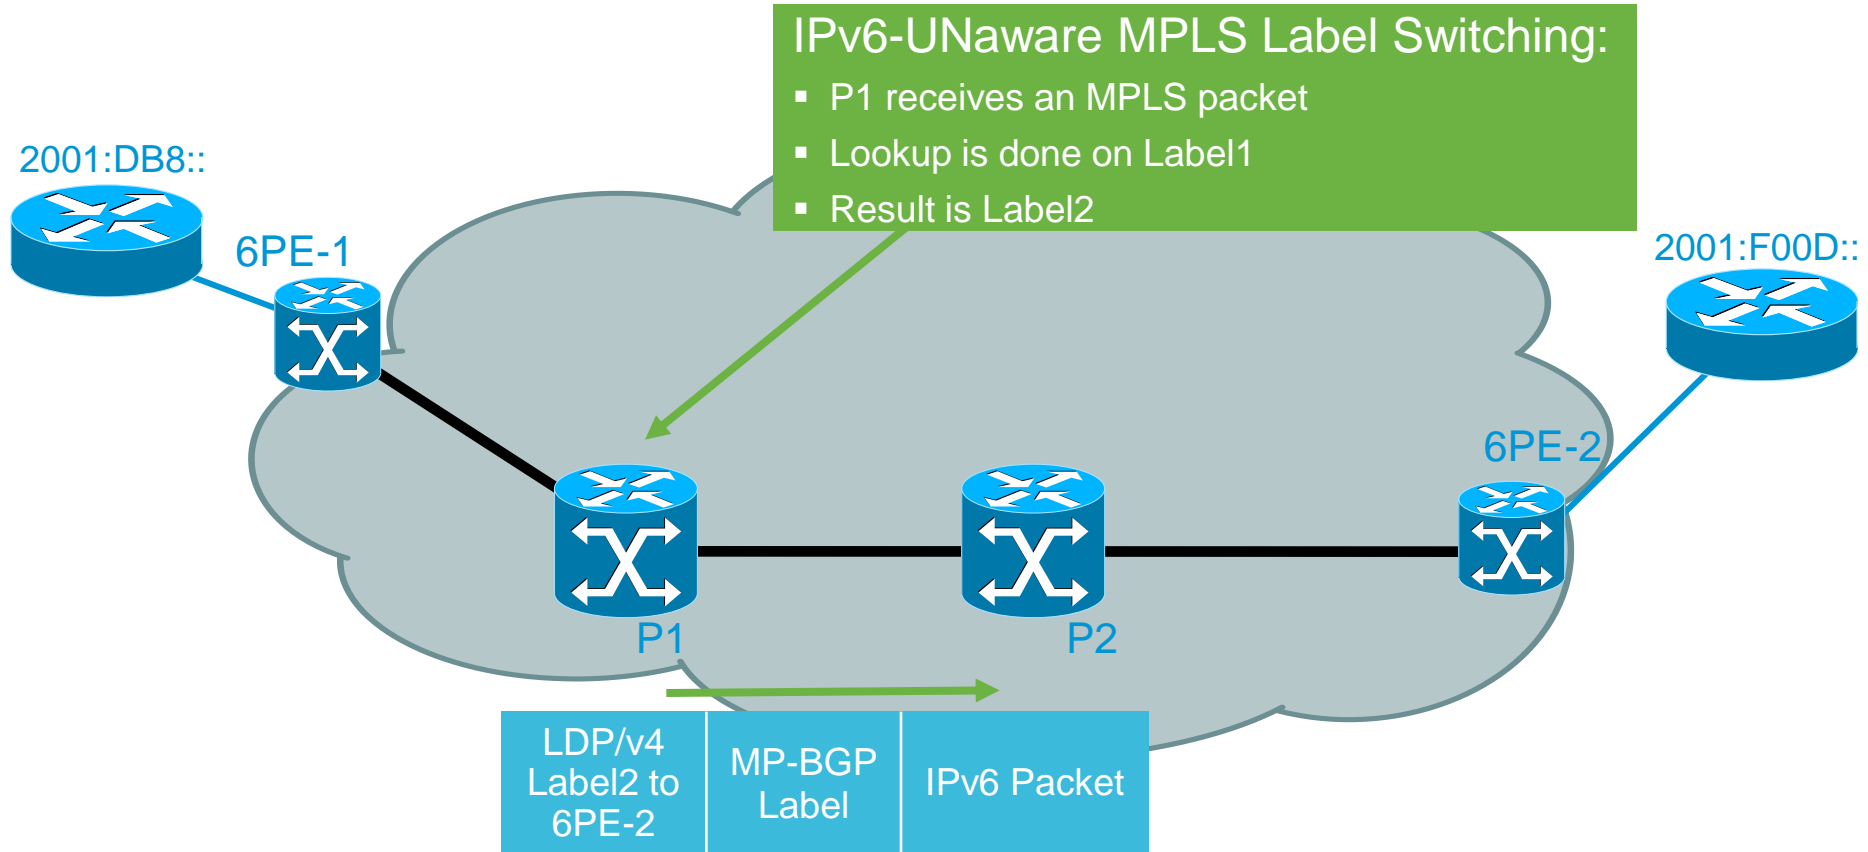 IPv6-UNaware MPLS Label Switching:
▪ P1 receives an MPLS packet
▪ Lookup is done on Label1
▪ Result is Label2
2001:DB8::
6PE-1
2001:F00D::
6PE-2
P1
P2
LDP/v4
Label2 to
6PE-2
MP-BGP
Label
IPv6 Packet